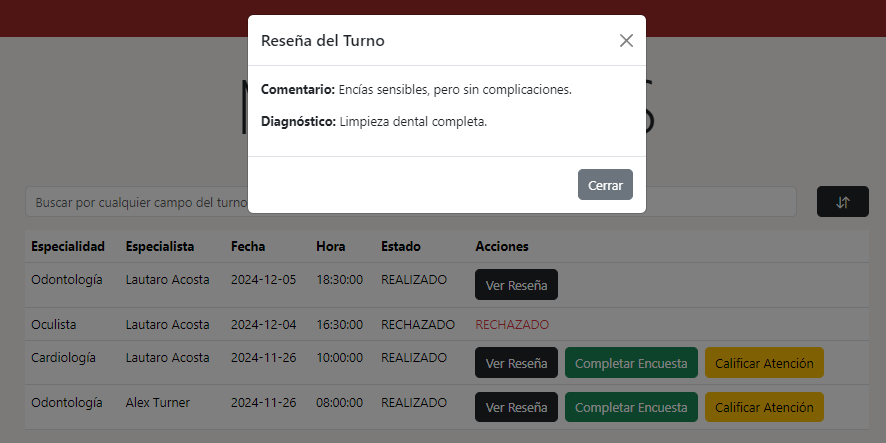 Reseña del Turno
Comentario: Encías sensibles, pero sin complicaciones.
Diagnóstico: Limpieza dental completa.
Cerrar
Buscar por cualquier campo del turno
Especialidad Especialista Fecha Hora Estado Acciones
Odontología Lautaro Acosta 2024-12-05 18:30:00 REALIZADO Ver Reseña
Oculista Lautaro Acosta 2024-12-04 16:30:00 RECHAZADO RECHAZADO
Cardiología Lautaro Acosta 2024-11-26 10:00:00 REALIZADO Ver Reseña Completar Encuesta Calificar Atención
Odontología Alex Turner 2024-11-26 08:00:00 REALIZADO Ver Reseña Completar Encuesta Calificar Atención